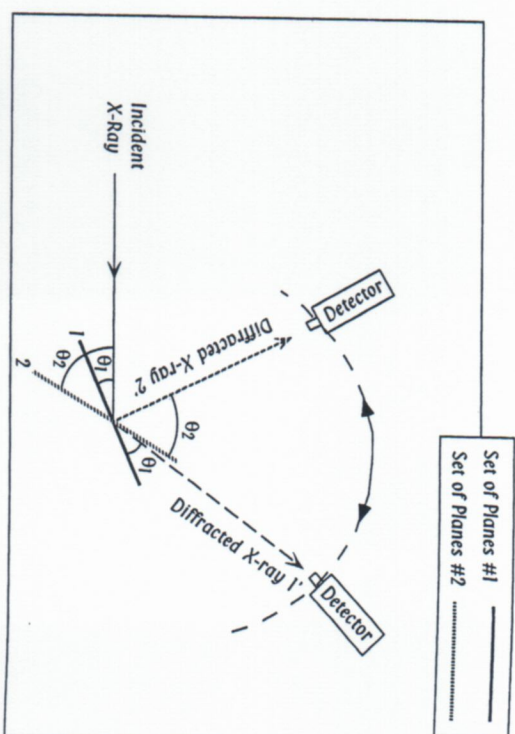 Set of Planes #1
Set of Planes #2
Incident
X-Ray
Detector
Detector
Diffracted X-ray 2'
Diffracted X-ray 1'
θ2
θ1
θ2
θ1
1
2